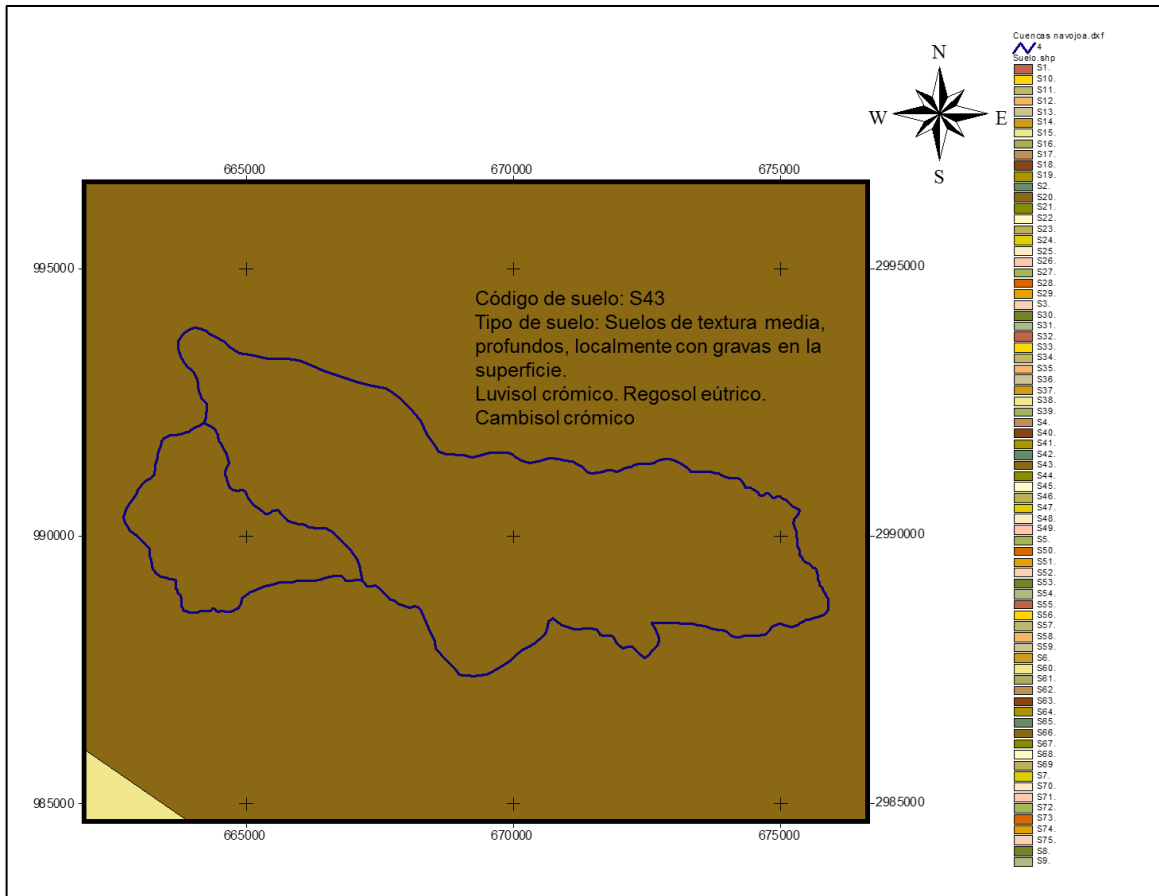 Cuencas navojoa.dxf
4
Suelo.shp
S1.
S10.
S11.
S12.
S13.
S14.
S15.
S16.
S17.
S18.
S19.
S2.
S20.
S21.
S22.
S23.
S24.
S25.
S26.
S27.
S28.
S29.
S3.
S30.
S31.
S32.
S33.
S34.
S35.
S36.
S37.
S38.
S39.
S4.
S40.
S41.
S42.
S43.
S44.
S45.
S46.
S47.
S48.
S49.
S5.
S50.
S51.
S52.
S53.
S54.
S55.
S56.
S57.
S58.
S59.
S6.
S60.
S61.
S62.
S63.
S64.
S65.
S66.
S67.
S68.
S69
S7.
S70.
S71.
S72.
S73.
S74.
S75.
S8.
S9.
N
W E
S
665000 670000 675000
995000 2995000
Código de suelo: S43
Tipo de suelo: Suelos de textura media,
profundos, localmente con gravas en la
superficie.
Luvisol crómico. Regosol eútrico.
Cambisol crómico
990000 2990000
985000 2985000
665000 670000 675000